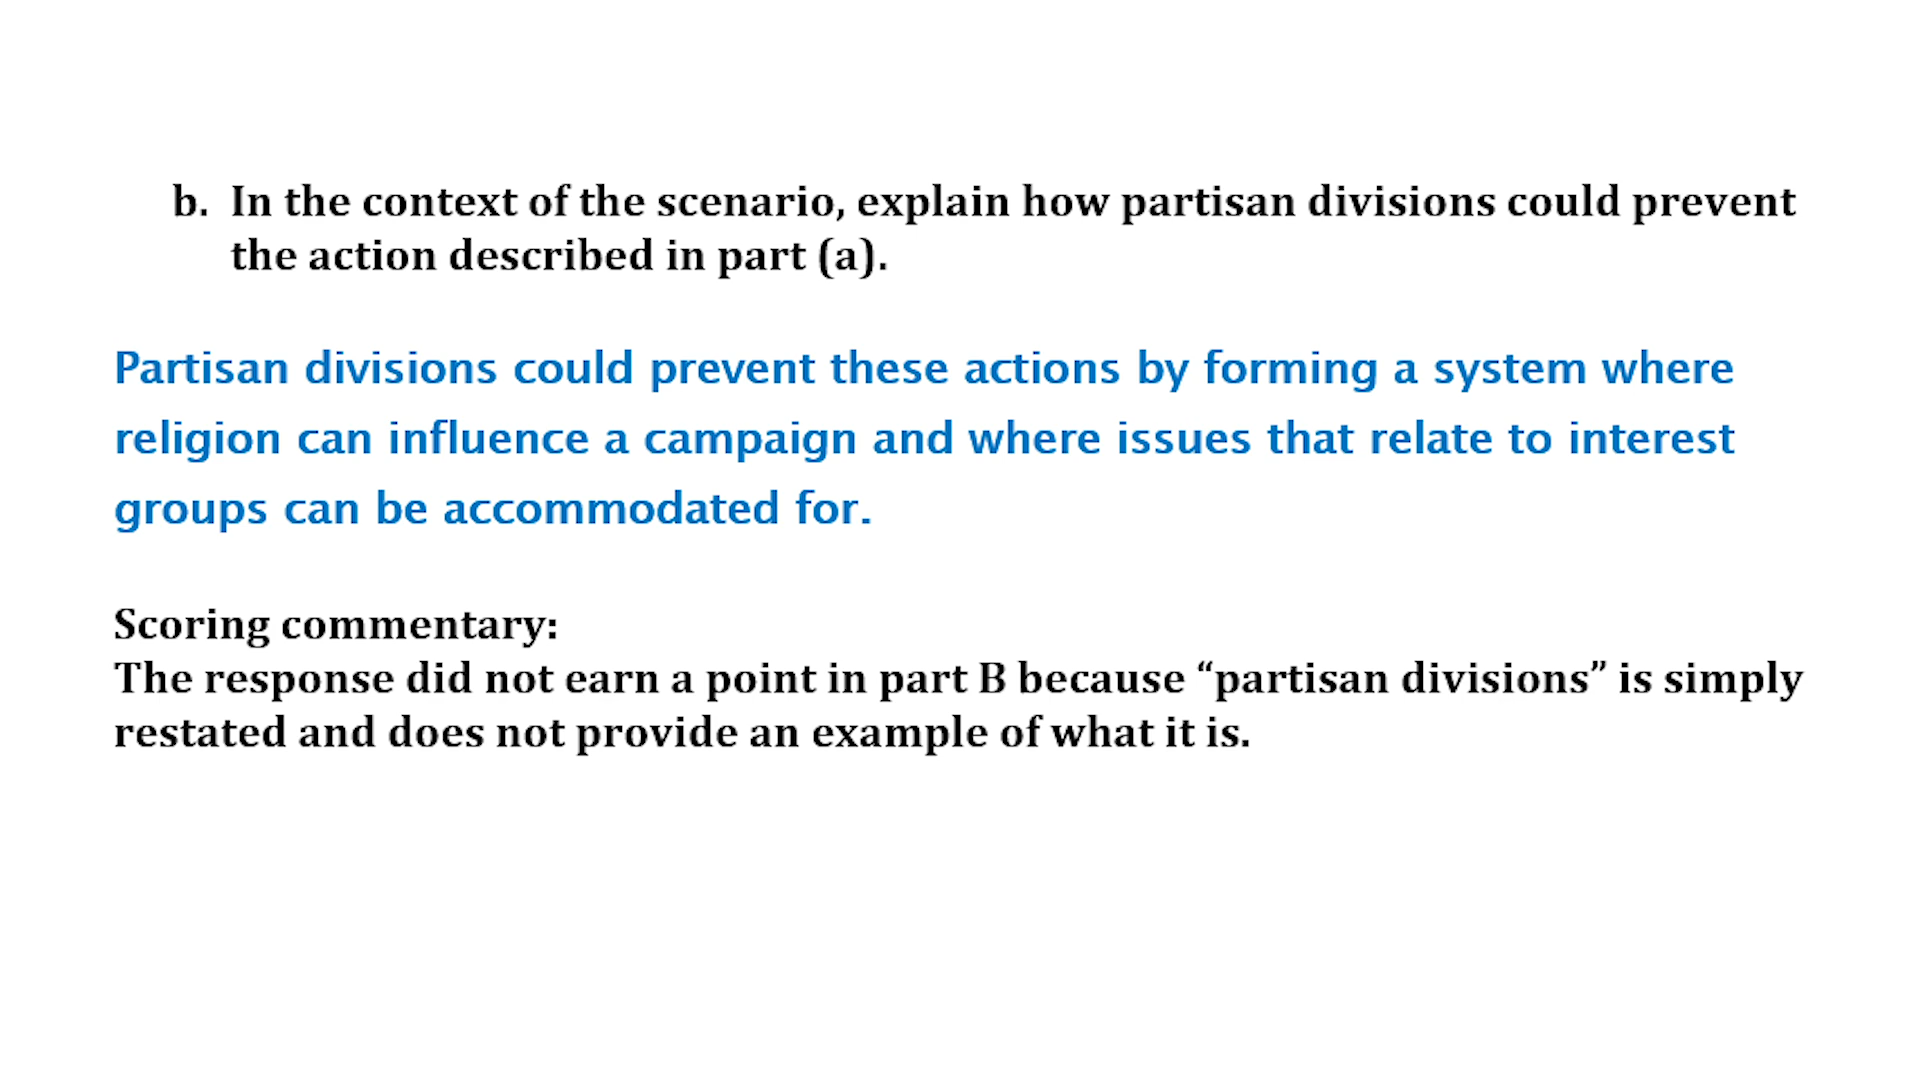 b. In the context of the scenario, explain how partisan divisions could prevent
the action described in part (a).
Partisan divisions could prevent these actions by forming a system where
religion can influence a campaign and where issues that relate to interest
groups can be accommodated for.
Scoring commentary:
The response did not earn a point in part B because “partisan divisions” is simply
restated and does not provide an example of what it is.